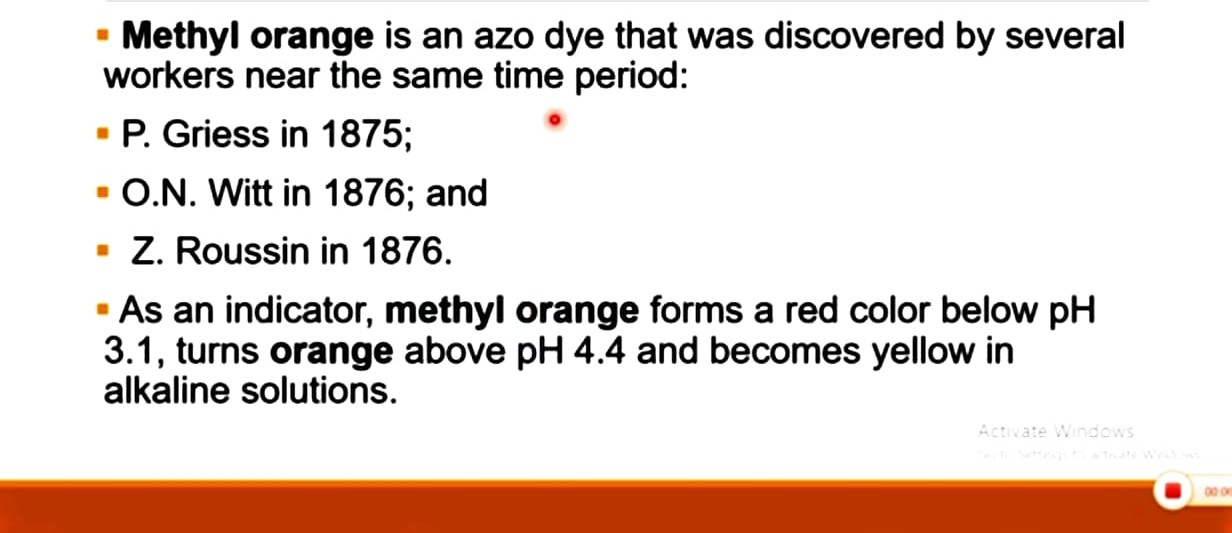 ▪ Methyl orange is an azo dye that was discovered by several
workers near the same time period:
▪ P. Griess in 1875;
▪ O.N. Witt in 1876; and
▪ Z. Roussin in 1876.
▪ As an indicator, methyl orange forms a red color below pH
3.1, turns orange above pH 4.4 and becomes yellow in
alkaline solutions.
Activate Windows